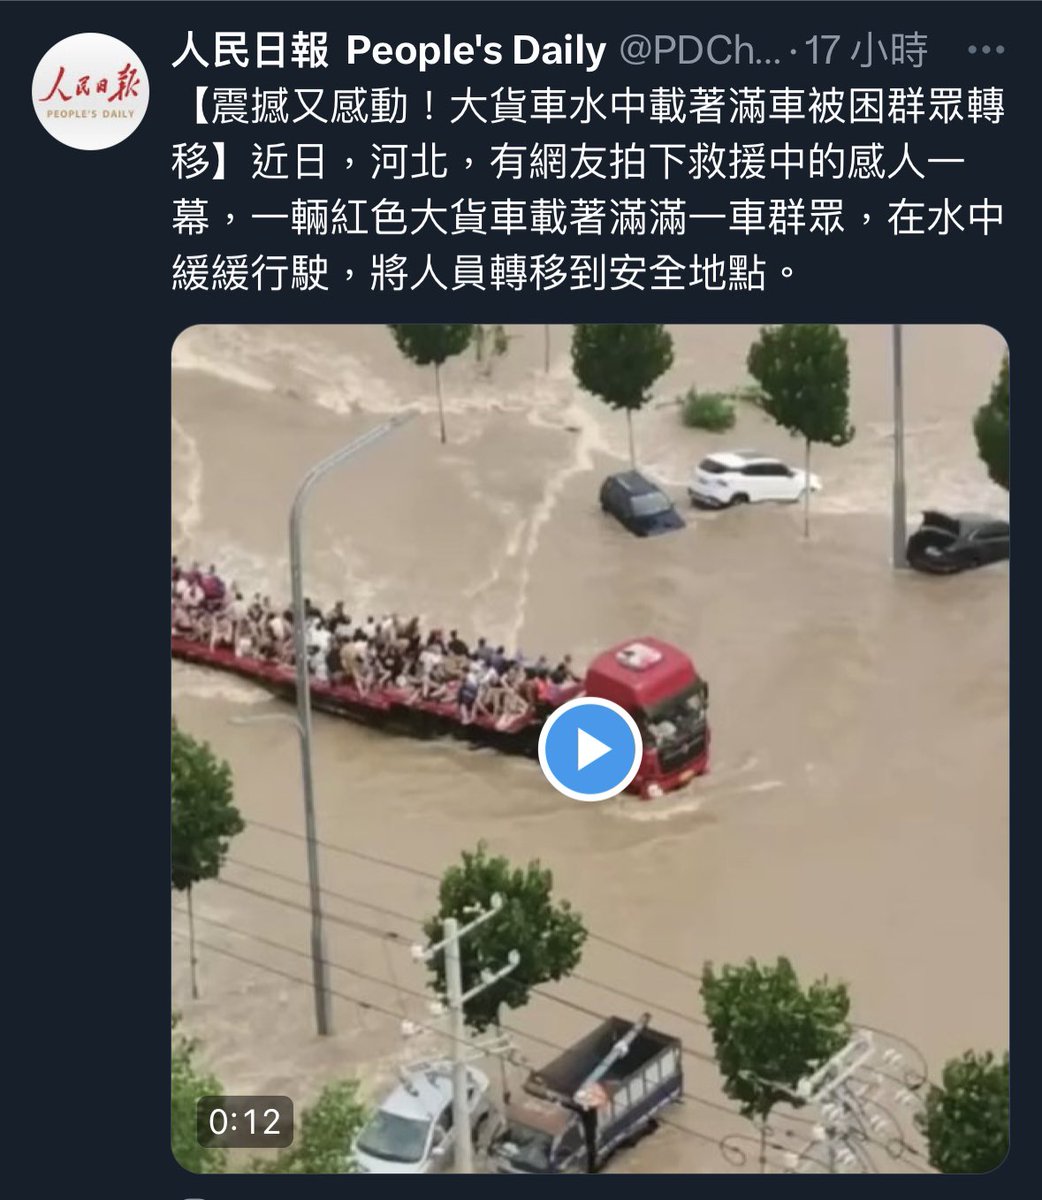 人民日報 People's Daily @PDCh... · 17 小時
人民日报
PEOPLE'S DAILY
【震撼又感動！大貨車水中載著滿車被困群眾轉
移】近日，河北，有網友拍下救援中的感人一
幕，一輛紅色大貨車載著滿滿一車群眾，在水中
緩緩行駛，將人員轉移到安全地點。
0:12